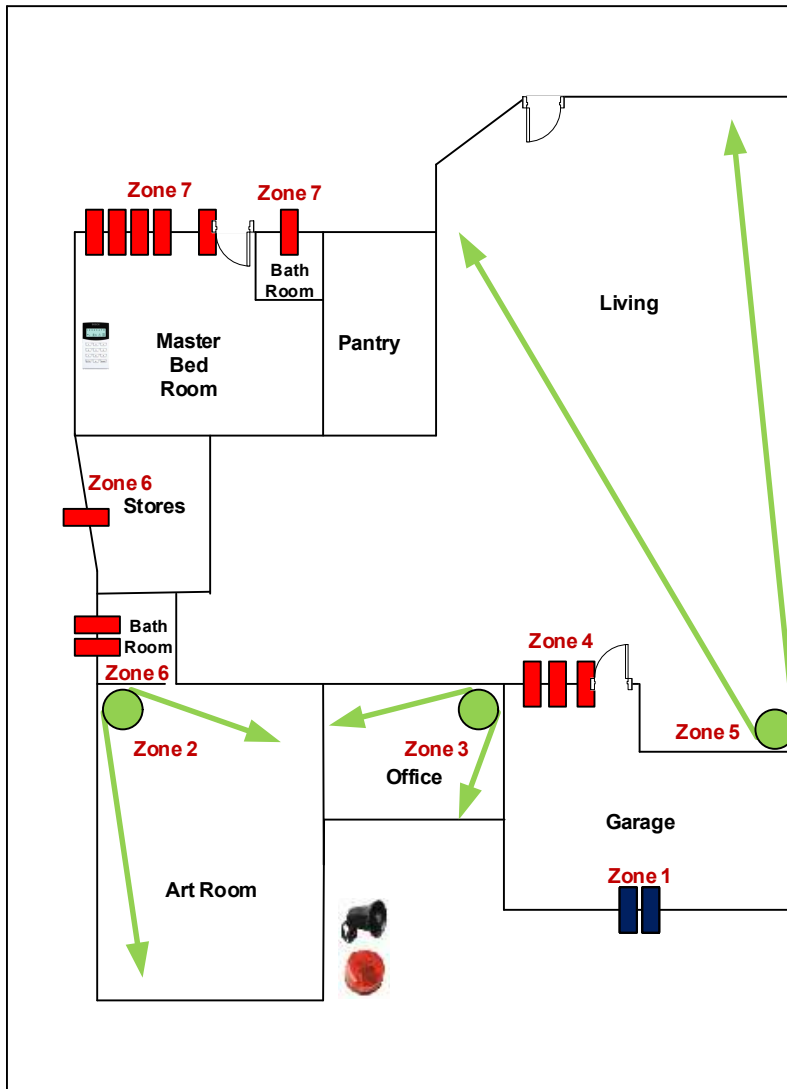 Zone 7
Zone 7
Bath
Room
Living
Master
Bed
Room
Pantry
Zone 6
Stores
Bath
Room
Zone 4
Zone 6
Zone 2
Zone 3
Zone 5
Office
Garage
Zone 1
Art Room